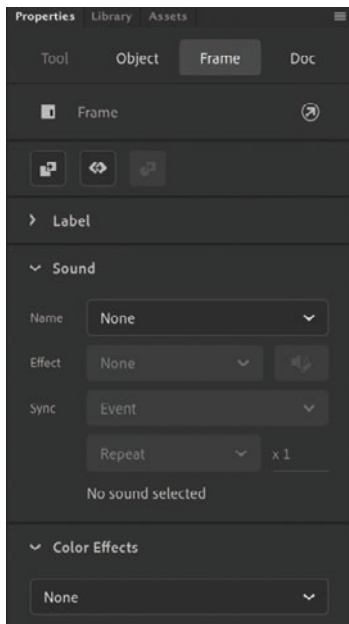 Properties Library Assets
Tool Object Frame Doc
Frame
Label
Sound
Name None
Effect None
Sync Event
Repeat x 1
No sound selected
Color Effects
None